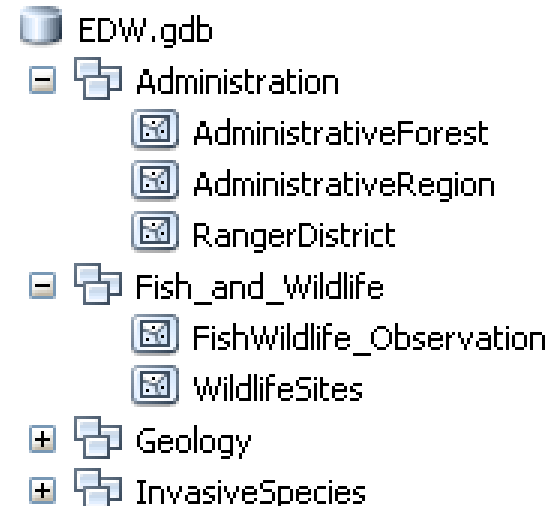 EDW.gdb
Administration
AdministrativeForest
AdministrativeRegion
RangerDistrict
Fish_and_Wildlife
FishWildlife_Observation
WildlifeSites
Geology
InvasiveSpecies